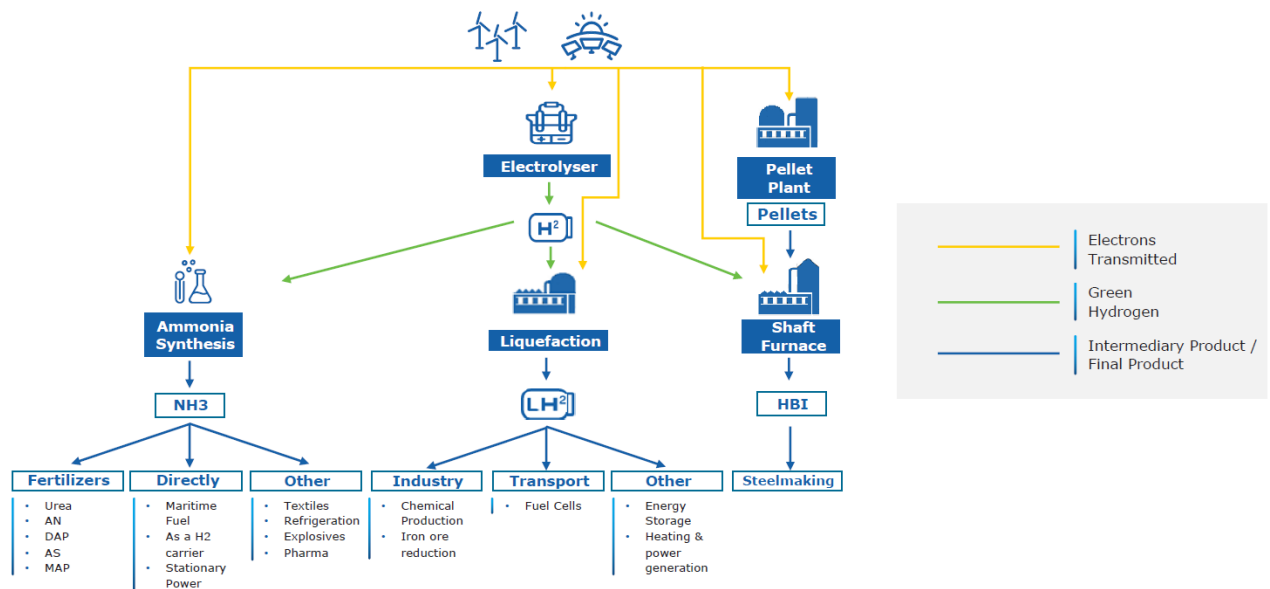 Electrolyser
Pellet
Plant
Pellets
H²
Electrons
Transmitted
Green
Hydrogen
Intermediary Product /
Final Product
Ammonia
Synthesis
Liquefaction
Shaft
Furnace
NH3
LH²
HBI
Fertilizers
• Urea
• AN
• DAP
• AS
• MAP
Directly
• Maritime
Fuel
• As a H2
carrier
• Stationary
Power
Other
• Textiles
• Refrigeration
• Explosives
• Pharma
Industry
• Chemical
Production
• Iron ore
reduction
Transport
• Fuel Cells
Other
• Energy
Storage
• Heating &
power
generation
Steelmaking